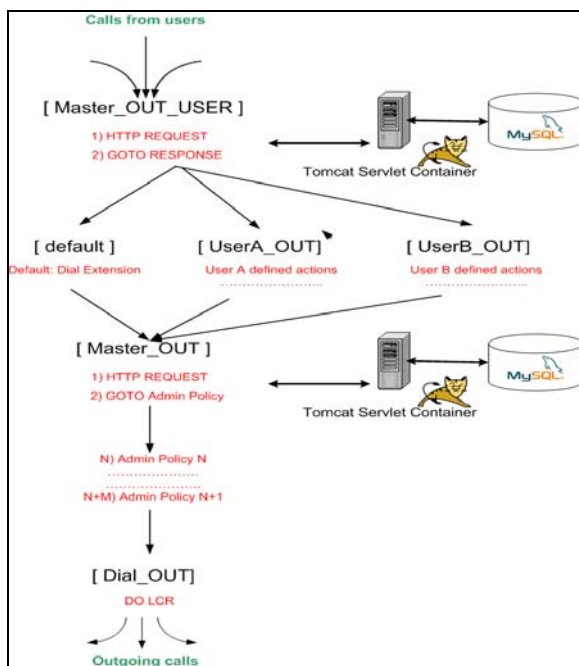 Calls from users
[ Master_OUT_USER ]
1) HTTP REQUEST
2) GOTO RESPONSE
MySQL
Tomcat Servlet Container
[ default ]
[ UserA_OUT]
[ UserB_OUT]
Default: Dial Extension
User A defined actions
User B defined actions
[ Master_OUT ]
1) HTTP REQUEST
2) GOTO Admin Policy
MySQL
Tomcat Servlet Container
N) Admin Policy N
N+M) Admin Policy N+1
[ Dial_OUT]
DO LCR
Outgoing calls